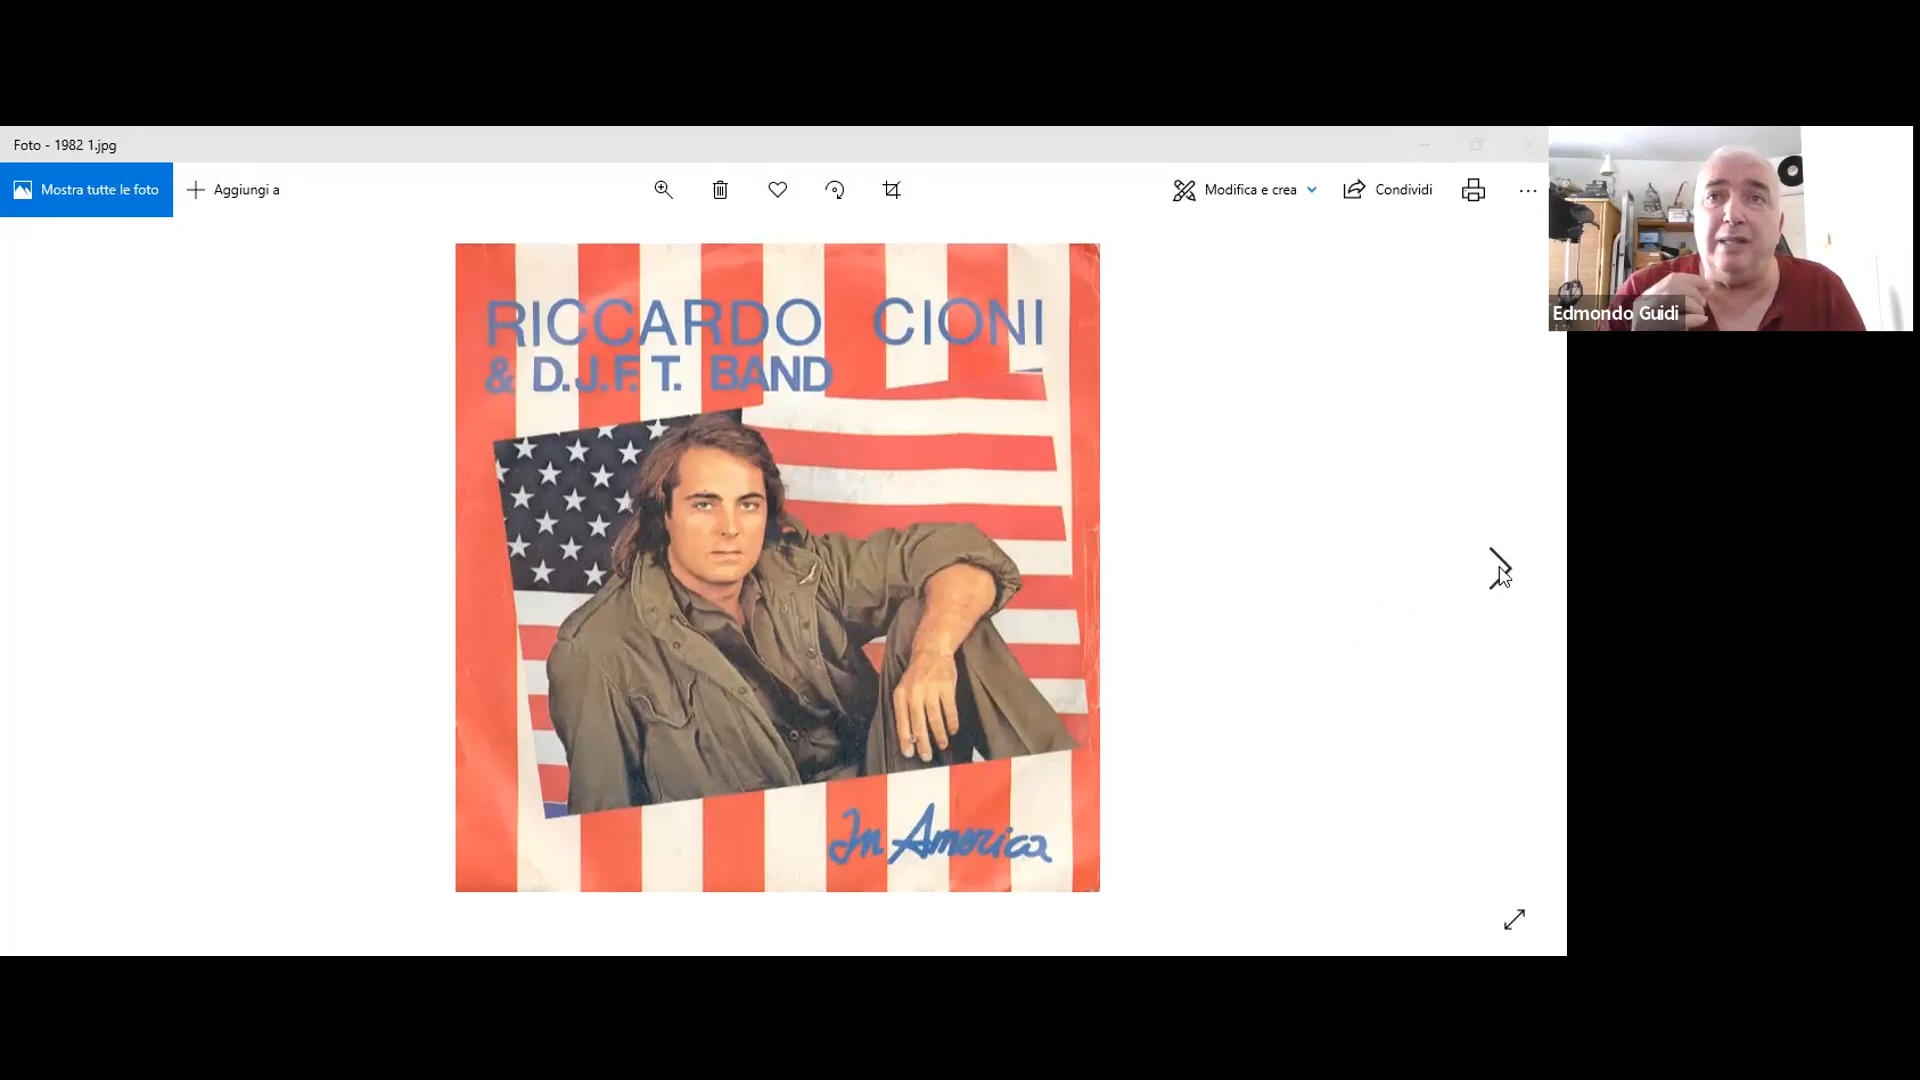 Foto - 1982 1.jpg
Mostra tutte le foto
Aggiungi a
Modifica e crea
Condividi
RICCARDO CIONI
& D.J.F.T. BAND
In America
Edmondo Guidi